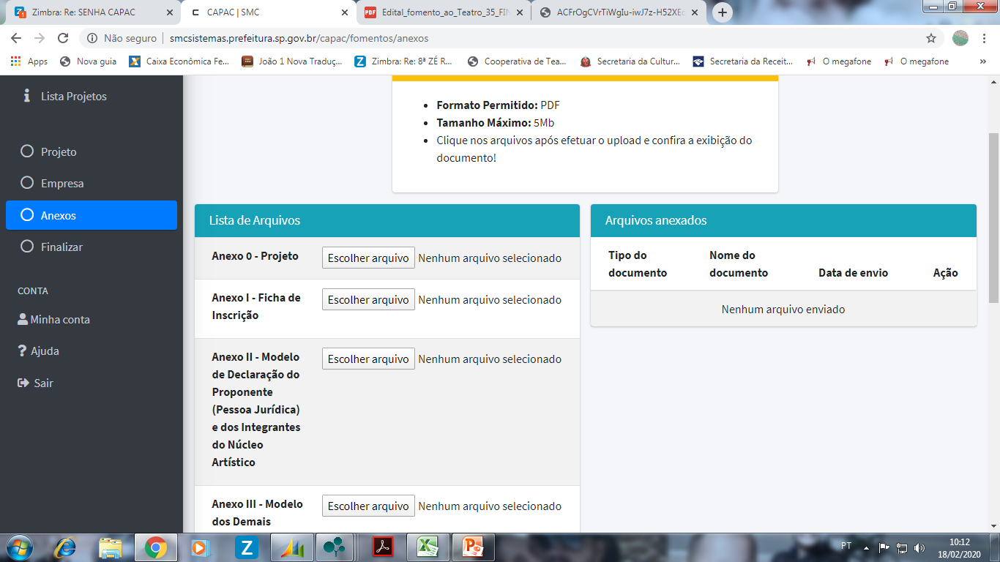 Zimbra: Re: SENHA CAPAC
CAPAC | SMC
Edital_fomento_ao_Teatro_35_FIN
ACFrOgCVrTiWgIu-iwJ7z-H52XEc
Não seguro
smcsistemas.prefeitura.sp.gov.br/capac/fomentos/anexos
Apps
Nova guia
Caixa Econômica Fe...
João 1 Nova Traduç...
Zimbra: Re: 8ª ZÉ R...
Cooperativa de Tea...
Secretaria da Cultur...
Secretaria da Receit...
O megafone
O megafone
»
Lista Projetos
Projeto
Empresa
Anexos
Finalizar
CONTA
Minha conta
Ajuda
Sair
Formato Permitido: PDF
Tamanho Máximo: 5Mb
Clique nos arquivos após efetuar o upload e confira a exibição do
documento!
Lista de Arquivos
Anexo 0 - Projeto
Escolher arquivo Nenhum arquivo selecionado
Anexo I - Ficha de
Inscrição
Escolher arquivo Nenhum arquivo selecionado
Anexo II - Modelo
de Declaração do
Proponente
(Pessoa Jurídica)
e dos Integrantes
do Núcleo
Artístico
Escolher arquivo Nenhum arquivo selecionado
Anexo III - Modelo
dos Demais
Escolher arquivo Nenhum arquivo selecionado
Arquivos anexados
Tipo do
documento
Nome do
documento
Data de envio
Ação
Nenhum arquivo enviado
PT
10:12
18/02/2020